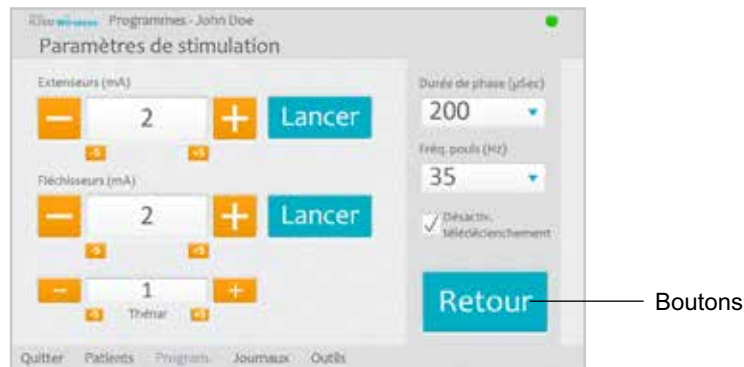 Programmes - John Doe
Paramètres de stimulation
Extenseurs (mA)
2
Lancer
-5 +5
Fléchisseurs (mA)
2
Lancer
-5 +5
1
Thénar
-5 +5
Durée de phase (µSec)
200
Fréq. pouls (Hz)
35
Désactiv.
télédéclenchement
Retour
Boutons
Quitter Patients Program. Journaux Outils